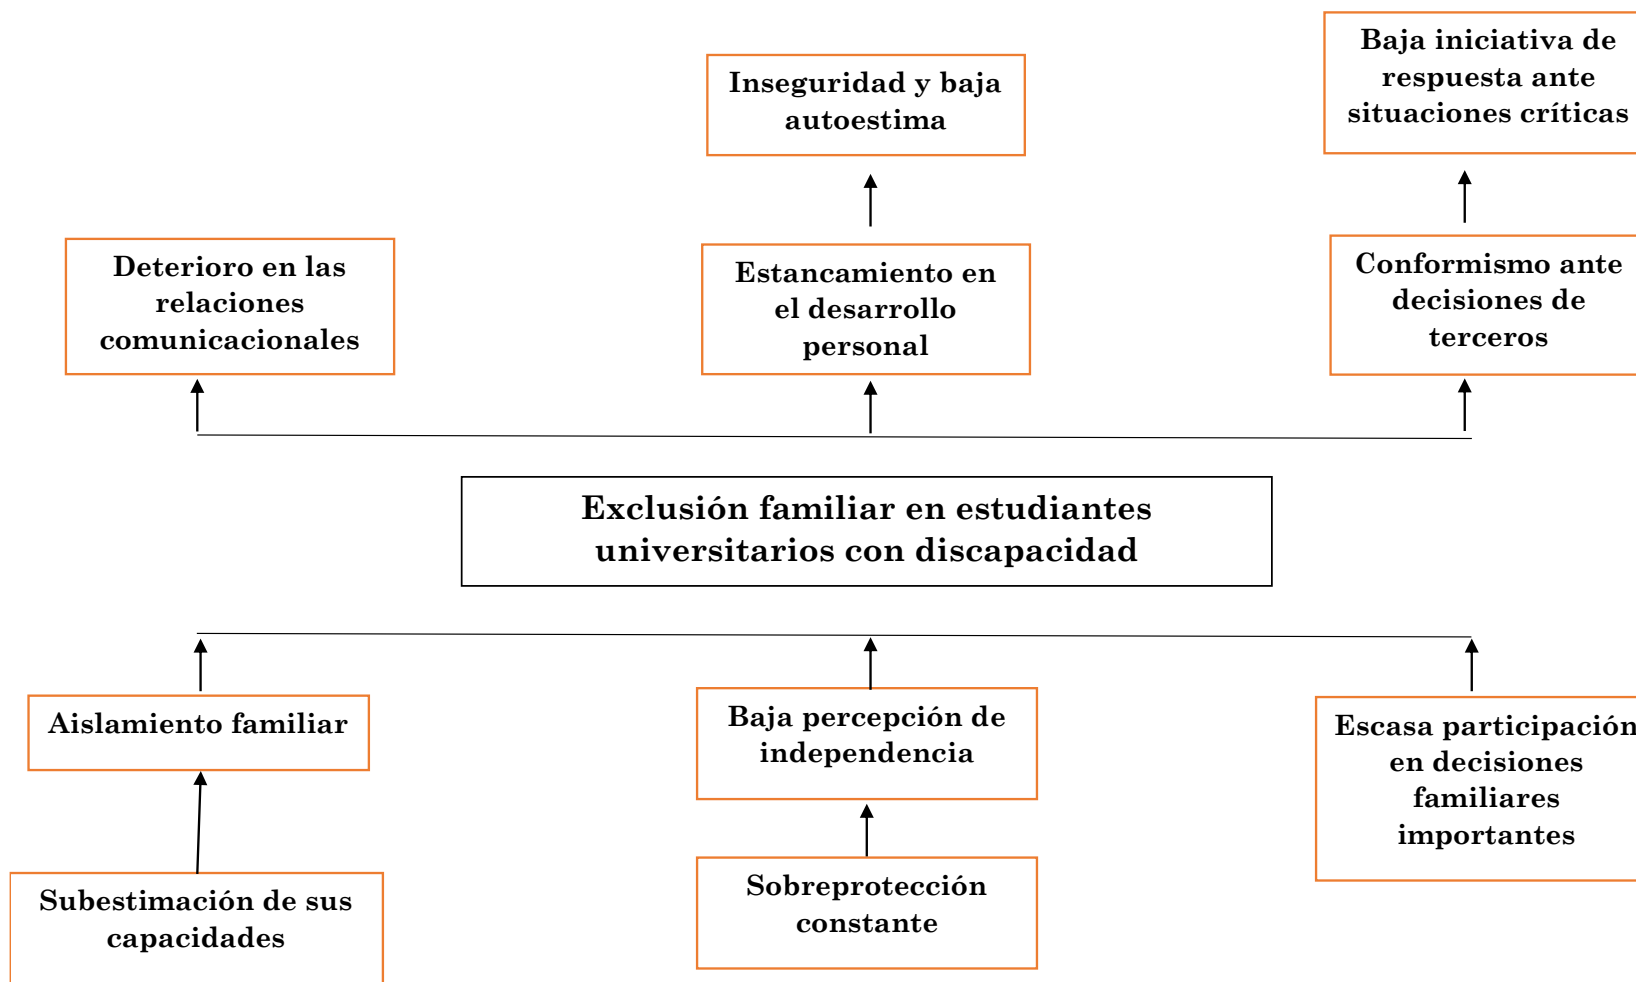 Inseguridad y baja
autoestima
Baja iniciativa de
respuesta ante
situaciones críticas
Deterioro en las
relaciones
comunicacionales
Estancamiento en
el desarrollo
personal
Conformismo ante
decisiones de
terceros
Exclusión familiar en estudiantes
universitarios con discapacidad
Aislamiento familiar
Baja percepción de
independencia
Escasa participación
en decisiones
familiares
importantes
Subestimación de sus
capacidades
Sobreprotección
constante